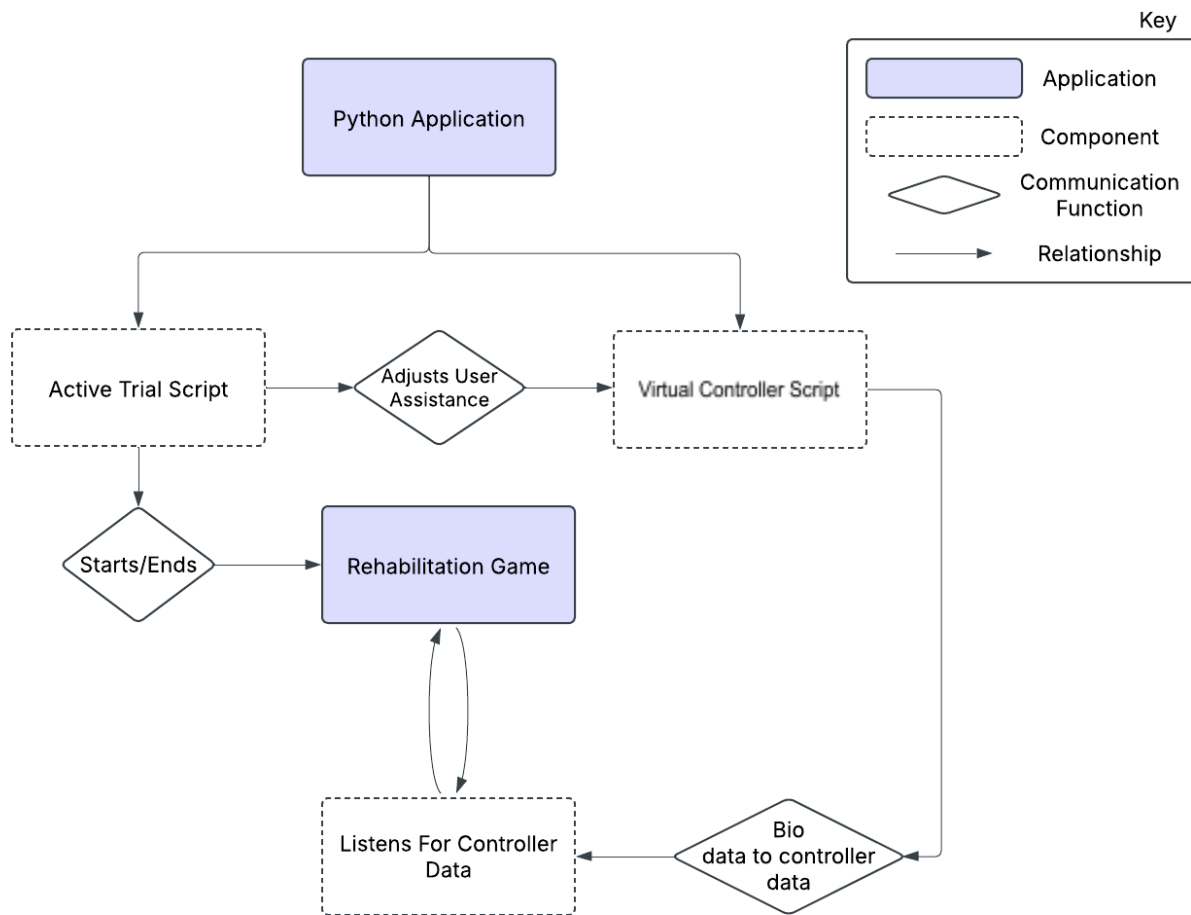 Key
Application
Component
Communication
Function
Relationship
Python Application
Active Trial Script
Adjusts User
Assistance
Virtual Controller Script
Starts/Ends
Rehabilitation Game
Listens For Controller
Data
Bio
data to controller
data